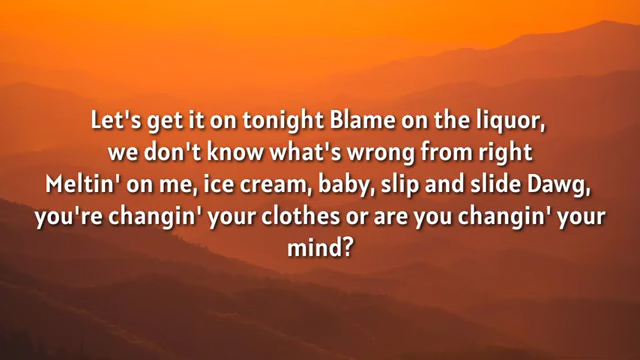 Let's get it on tonight Blame on the liquor,
we don't know what's wrong from right
Meltin' on me, ice cream, baby, slip and slide Dawg,
you're changin' your clothes or are you changin' your
mind?